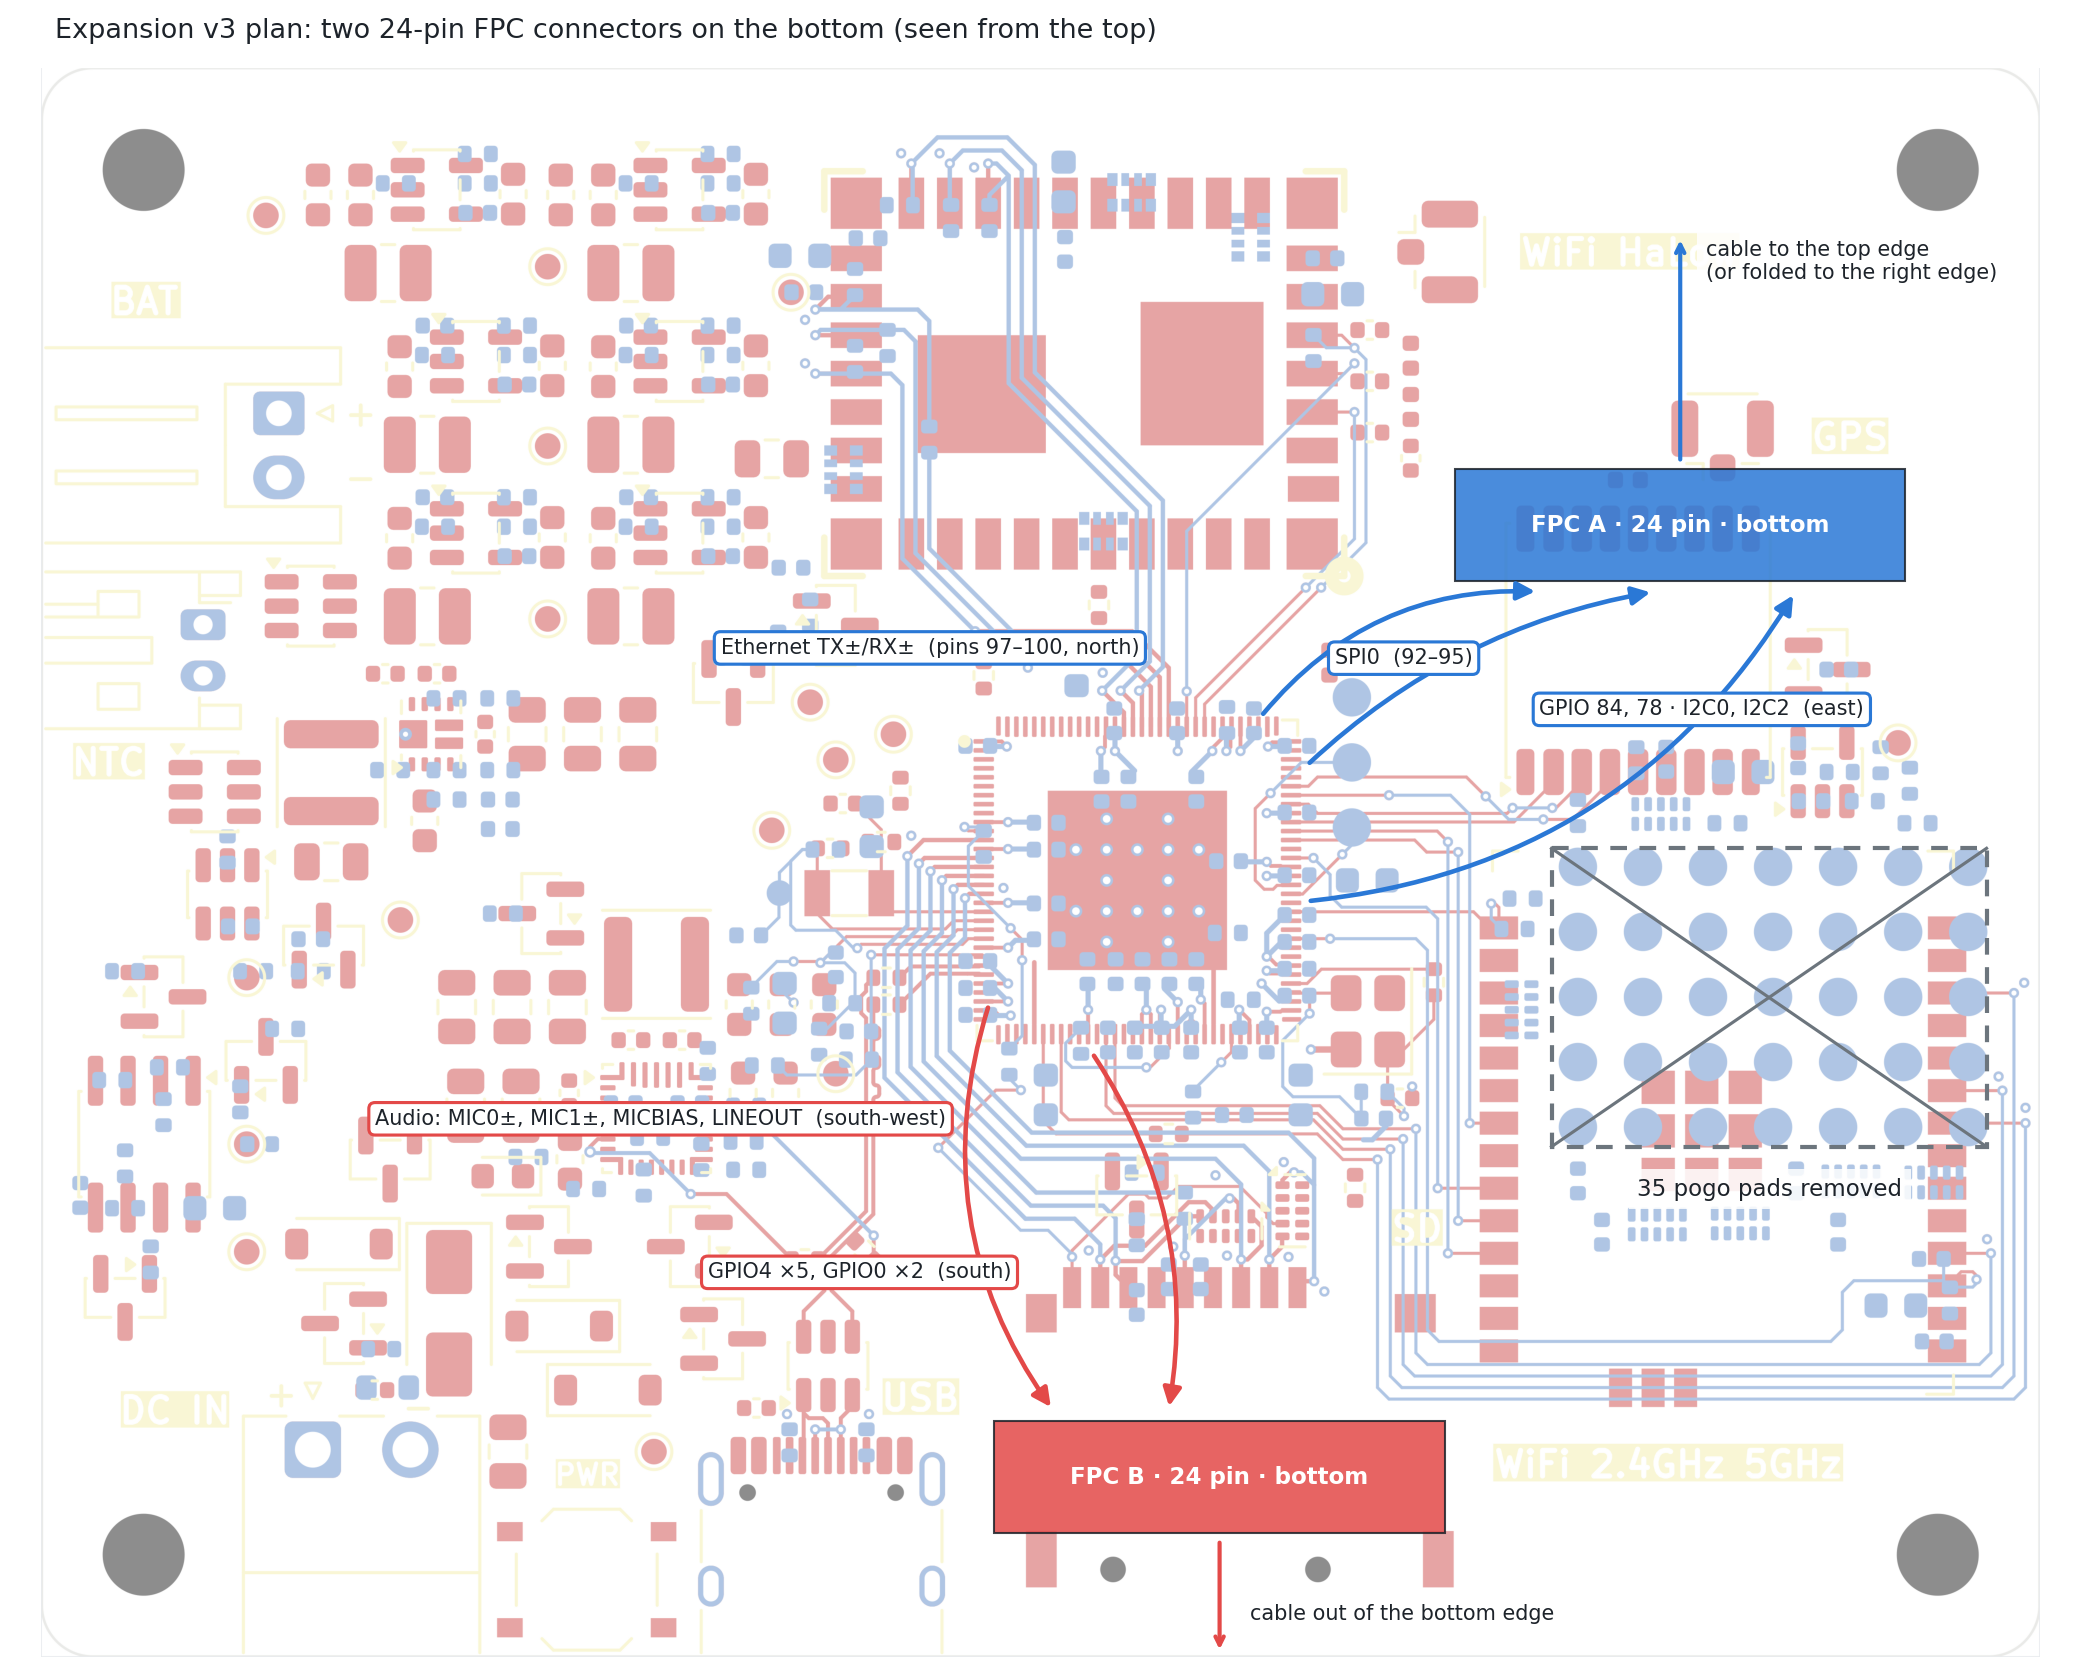 Expansion v3 plan: two 24-pin FPC connectors on the bottom (seen from the top)
cable to the top edge
(or folded to the right edge)
WiFi
BAT
+
−
GPS
FPC A · 24 pin · bottom
Ethernet TX±/RX± (pins 97–100, north)
SPI0 (92–95)
GPIO 84, 78 · I2C0, I2C2 (east)
NTC
Audio: MIC0±, MIC1±, MICBIAS, LINEOUT (south-west)
35 pogo pads removed
SD
GPIO4 ×5, GPIO0 ×2 (south)
DC IN
+
−
USB
PWR
FPC B · 24 pin · bottom
WiFi 2.4GHz 5GHz
cable out of the bottom edge